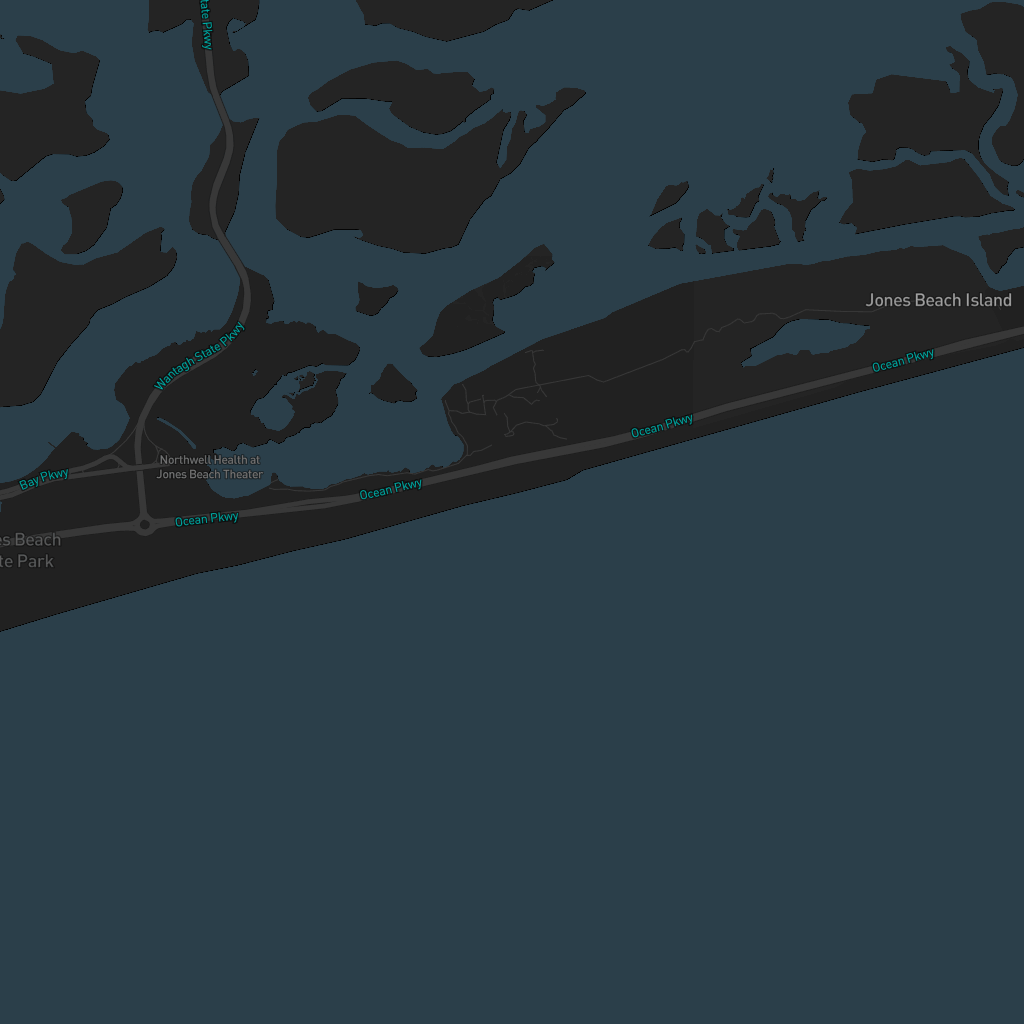 State Pkwy
Jones Beach Island
Wantagh State Pkwy
Ocean Pkwy
Ocean Pkwy
Northwell Health at
Jones Beach Theater
Bay Pkwy
Ocean Pkwy
Ocean Pkwy
es Beach
te Park